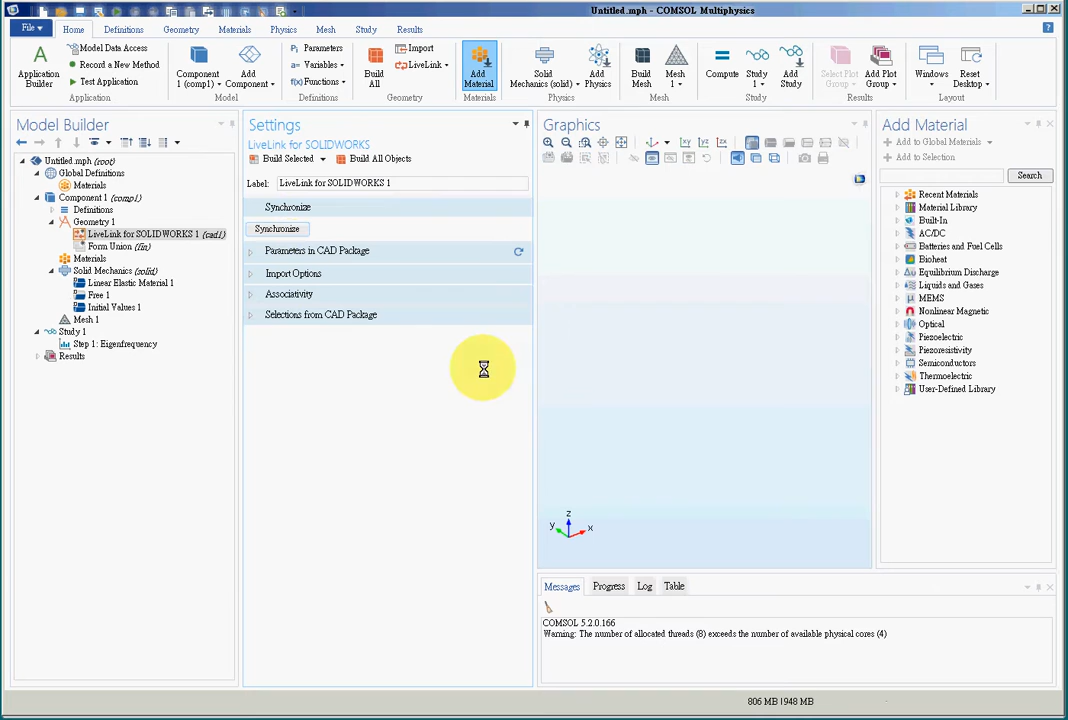 Untitled.mph - COMSOL Multiphysics
File
Home
Definitions
Geometry
Materials
Physics
Mesh
Study
Results
Application Builder
Model Data Access
Record a New Method
Test Application
Application
Component 1 (comp1)
Add Component
Model
Pi Parameters
a= Variables
f(x) Functions
Definitions
Build All
Import
LiveLink
Geometry
Add Material
Materials
Solid Mechanics (solid)
Add Physics
Physics
Build Mesh
Mesh 1
Mesh
Compute
Study 1
Add Study
Study
Select Plot Group
Add Plot Group
Results
Windows
Reset Desktop
Layout
Model Builder
Untitled.mph (root)
Global Definitions
Materials
Component 1 (comp1)
Definitions
Geometry 1
LiveLink for SOLIDWORKS 1 (cad1)
Form Union (fin)
Materials
Solid Mechanics (solid)
Linear Elastic Material 1
Free 1
Initial Values 1
Mesh 1
Study 1
Step 1: Eigenfrequency
Results
Settings
LiveLink for SOLIDWORKS
Build Selected
Build All Objects
Label: LiveLink for SOLIDWORKS 1
Synchronize
Synchronize
Parameters in CAD Package
Import Options
Associativity
Selections from CAD Package
Graphics
xy
yz
zx
z
y
x
Add Material
Add to Global Materials
Add to Selection
Search
Recent Materials
Material Library
Built-In
AC/DC
Batteries and Fuel Cells
Bioheat
Equilibrium Discharge
Liquids and Gases
MEMS
Nonlinear Magnetic
Optical
Piezoelectric
Piezoresistivity
Semiconductors
Thermoelectric
User-Defined Library
Messages
Progress
Log
Table
COMSOL 5.2.0.166
Warning: The number of allocated threads (8) exceeds the number of available physical cores (4)
806 MB | 948 MB